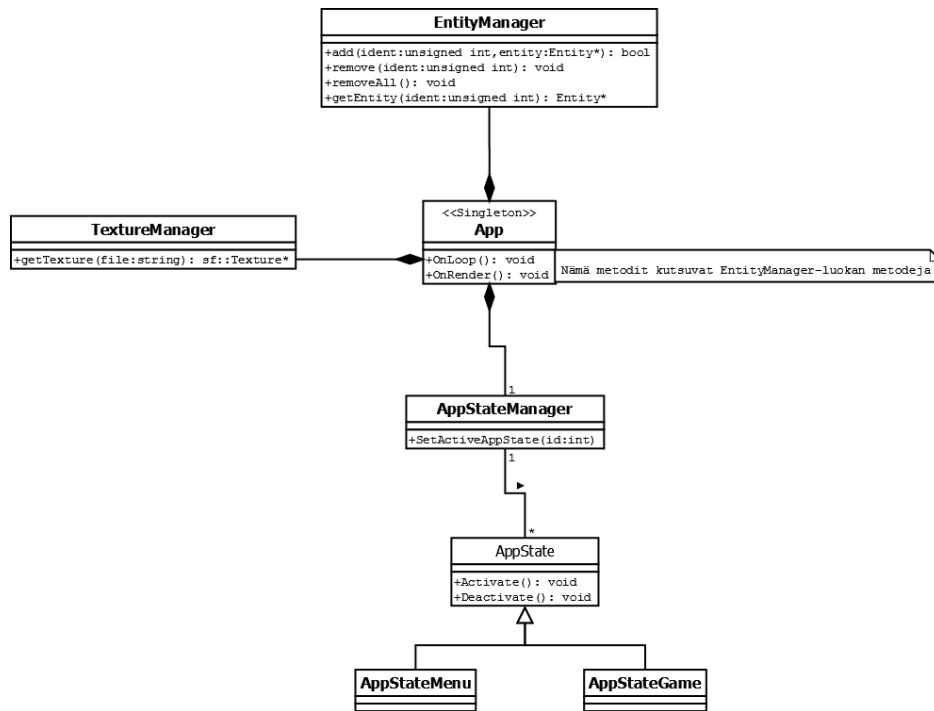 EntityManager
+add(ident:unsigned int,entity:Entity*): bool
+remove(ident:unsigned int): void
+removeAll(): void
+getEntity(ident:unsigned int): Entity*
<<Singleton>>
App
+OnLoop(): void
+OnRender(): void
TextureManager
+getTexture(file:string): sf::Texture*
Nämä metodit kutsuvat EntityManager-luokan metodeja
1
AppStateManager
+SetActiveAppState(id:int)
1
*
AppState
+Activate(): void
+Deactivate(): void
AppStateMenu
AppStateGame